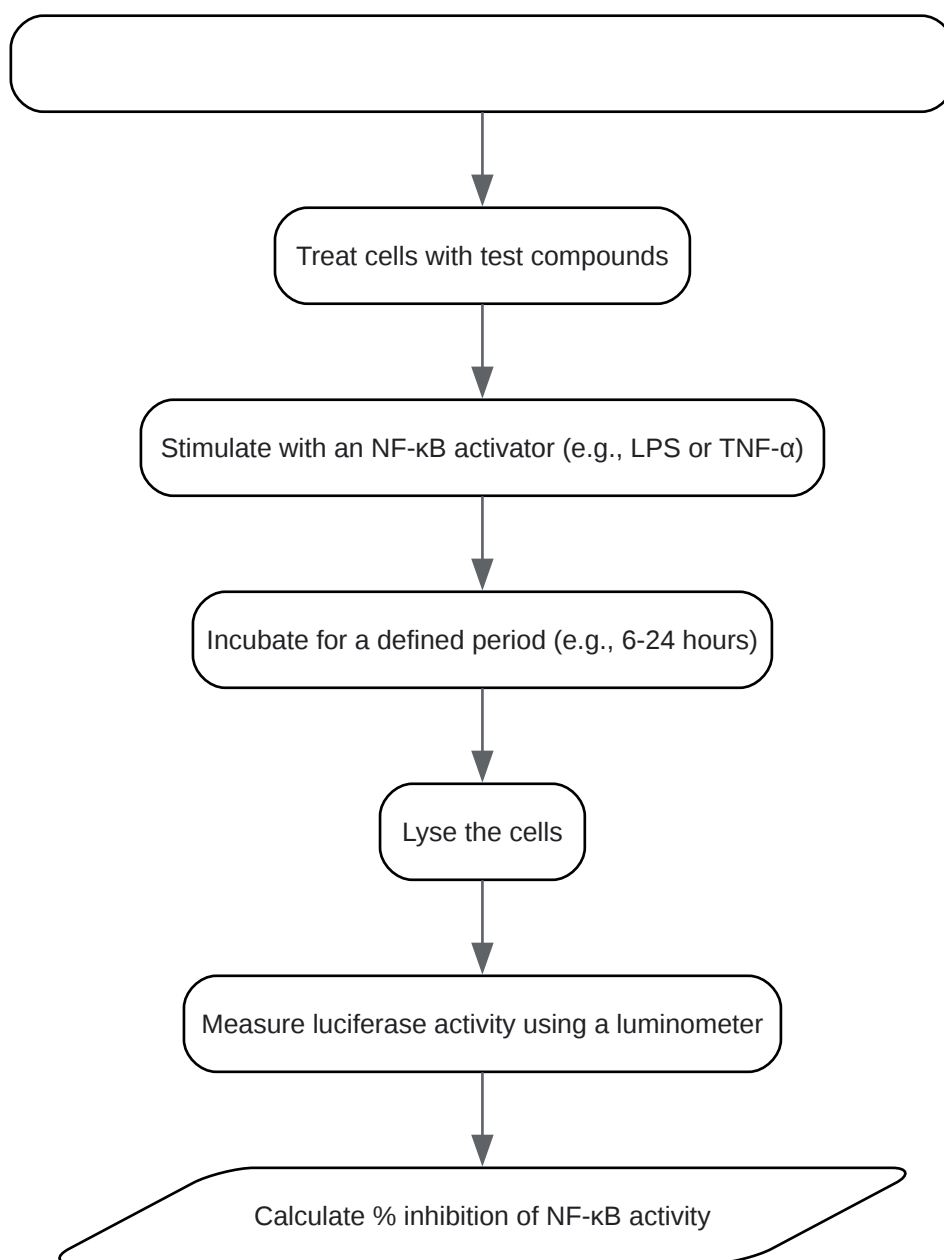 Treat cells with test compounds
Stimulate with an NF-κB activator (e.g., LPS or TNF-α)
Incubate for a defined period (e.g., 6-24 hours)
Lyse the cells
Measure luciferase activity using a luminometer
Calculate % inhibition of NF-κB activity